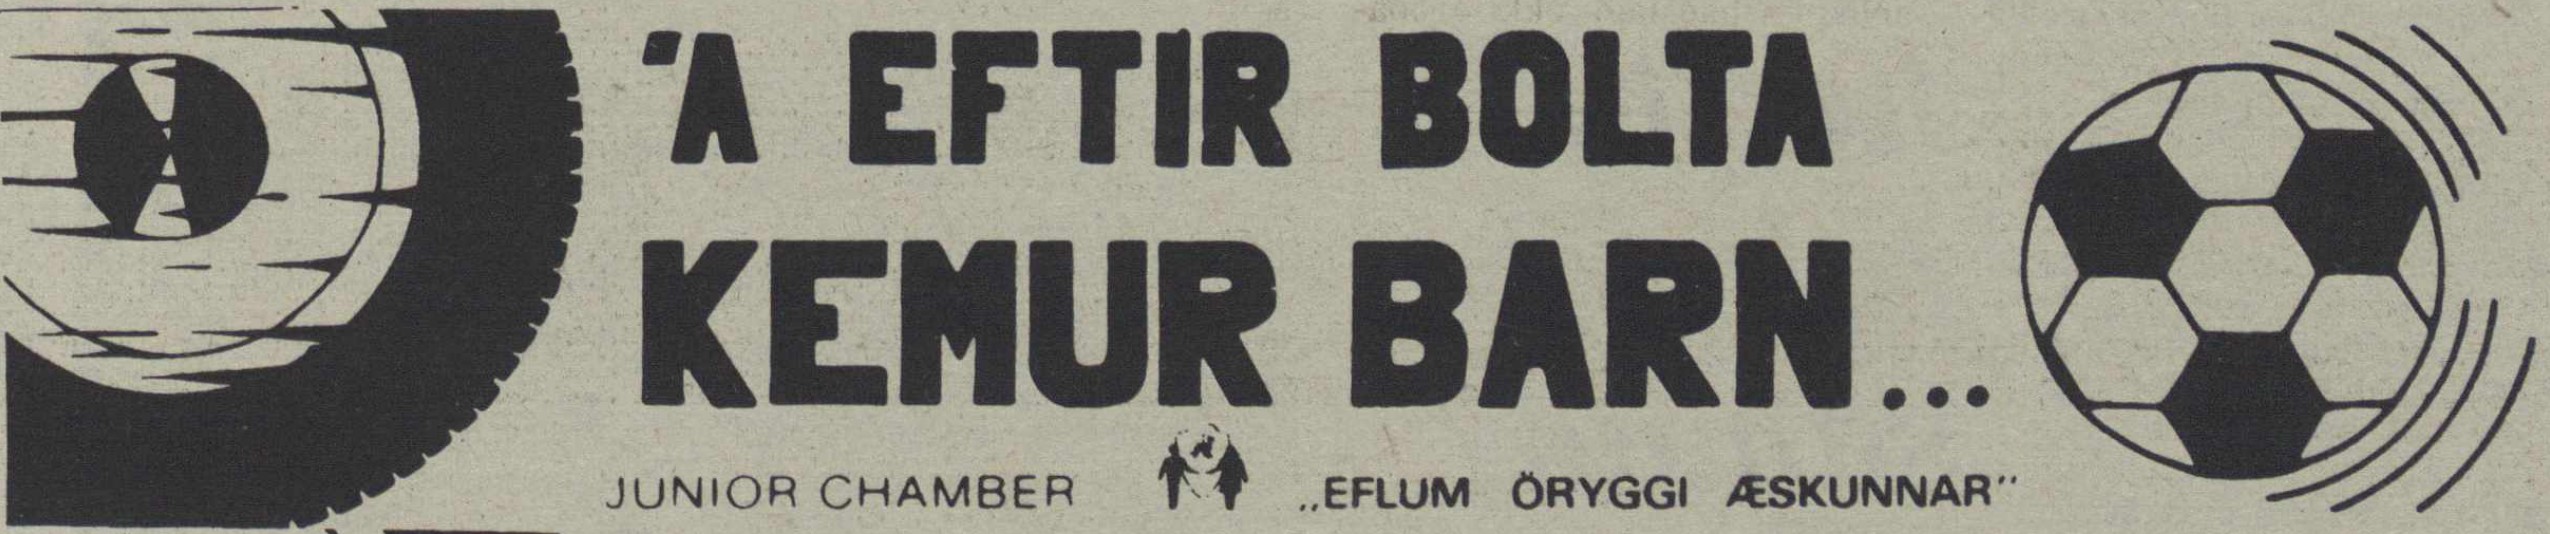 Á EFTIR BOLTA
KEMUR BARN...
JUNIOR CHAMBER „EFLUM ÖRYGGI ÆSKUNNAR"